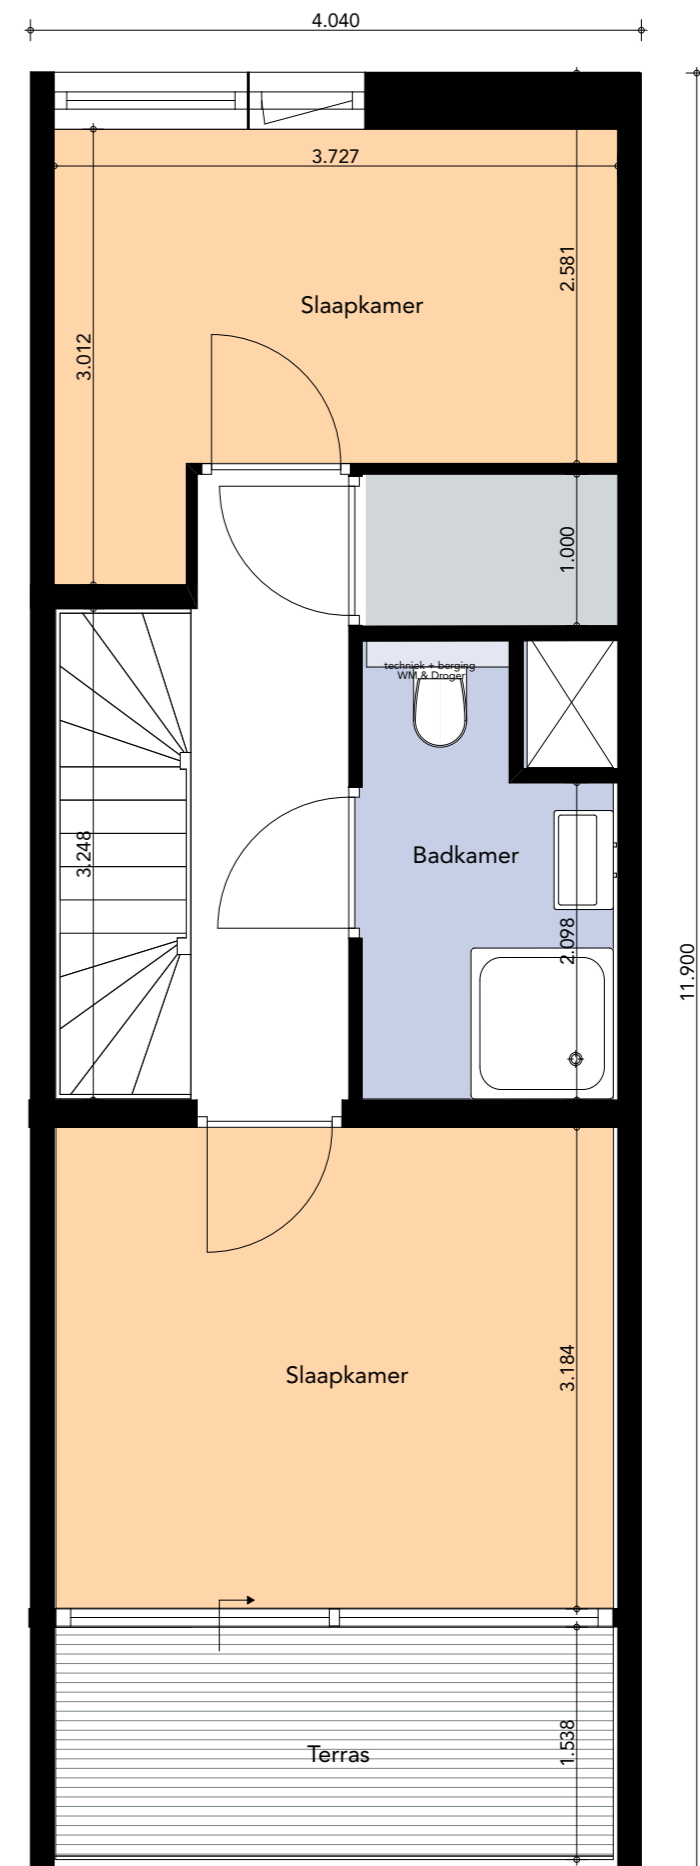 4.040
3.727
2.581
Slaapkamer
3.012
1.000
techniek + berging
WM & Droger
3.248
Badkamer
2.098
11.900
3.184
Slaapkamer
1.538
Terras